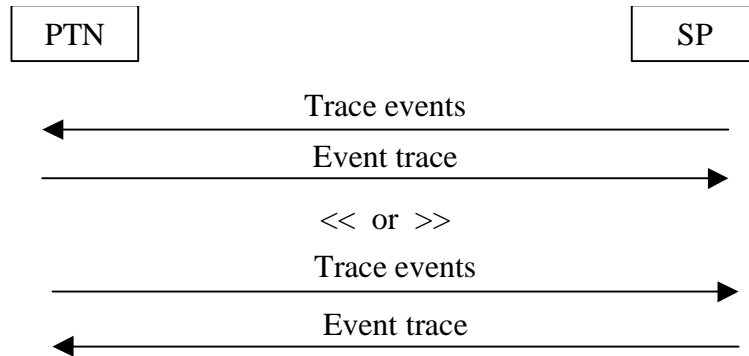 PTN
SP
Trace events
Event trace
<< or >>
Trace events
Event trace